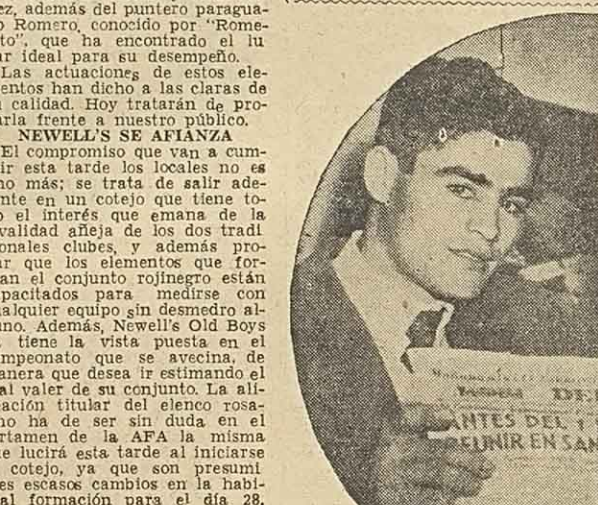 ez, además del puntero paragua-
o Romero, conocido por "Rome-
to", que ha encontrado el lu
ar ideal para su desempeño.
Las actuaciones de estos ele-
entos han dicho a las claras de
calidad. Hoy tratarán de pro-
arla frente a nuestro público.
NEWELL'S SE AFIANZA
El compromiso que van a cum-
ir esta tarde los locales no es
no más; se trata de salir ade-
nte en un cotejo que tiene to-
o el interés que emana de la
validad añeja de los dos tradi
onales clubes, y además pro-
ar que los elementos que for-
an el conjunto rojinegro están
pacitados para medirse con
alquier equipo sin desmedro al-
uno. Además, Newell's Old Boys
tiene la vista puesta en el
mpeonato que se avecina, de
anera que desea ir estimando el
al valer de su conjunto. La ali-
ación titular del elenco rosa-
no ha de ser sin duda en el
rtamen de la AFA la misma
e lucirá esta tarde al iniciarse
cotejo, ya que son presumi
es escasos cambios en la habi-
al formación para el día 28.
ANTES DEL 1
REUNIR EN SAN